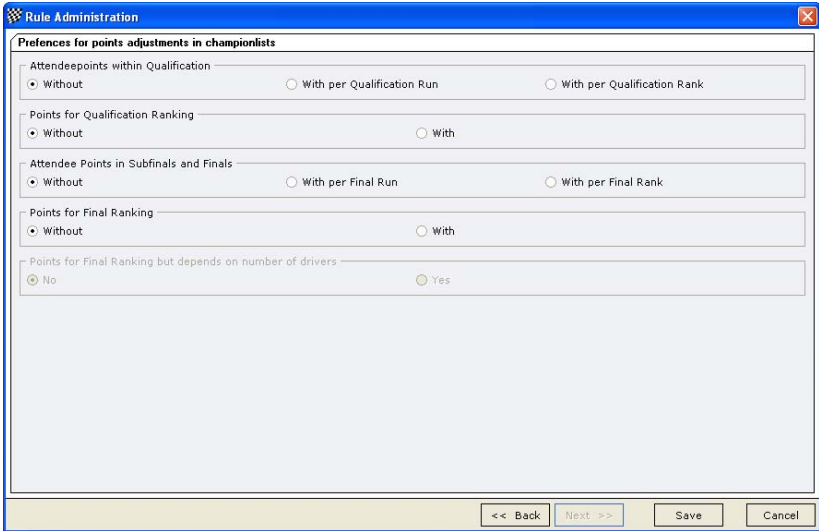 Rule Administration
Prefences for points adjustments in championlists
Attendeepoints within Qualification
Without With per Qualification Run With per Qualification Rank
Points for Qualification Ranking
Without With
Attendee Points in Subfinals and Finals
Without With per Final Run With per Final Rank
Points for Final Ranking
Without With
Points for Final Ranking but depends on number of drivers
No Yes
<< Back Next >> Save Cancel